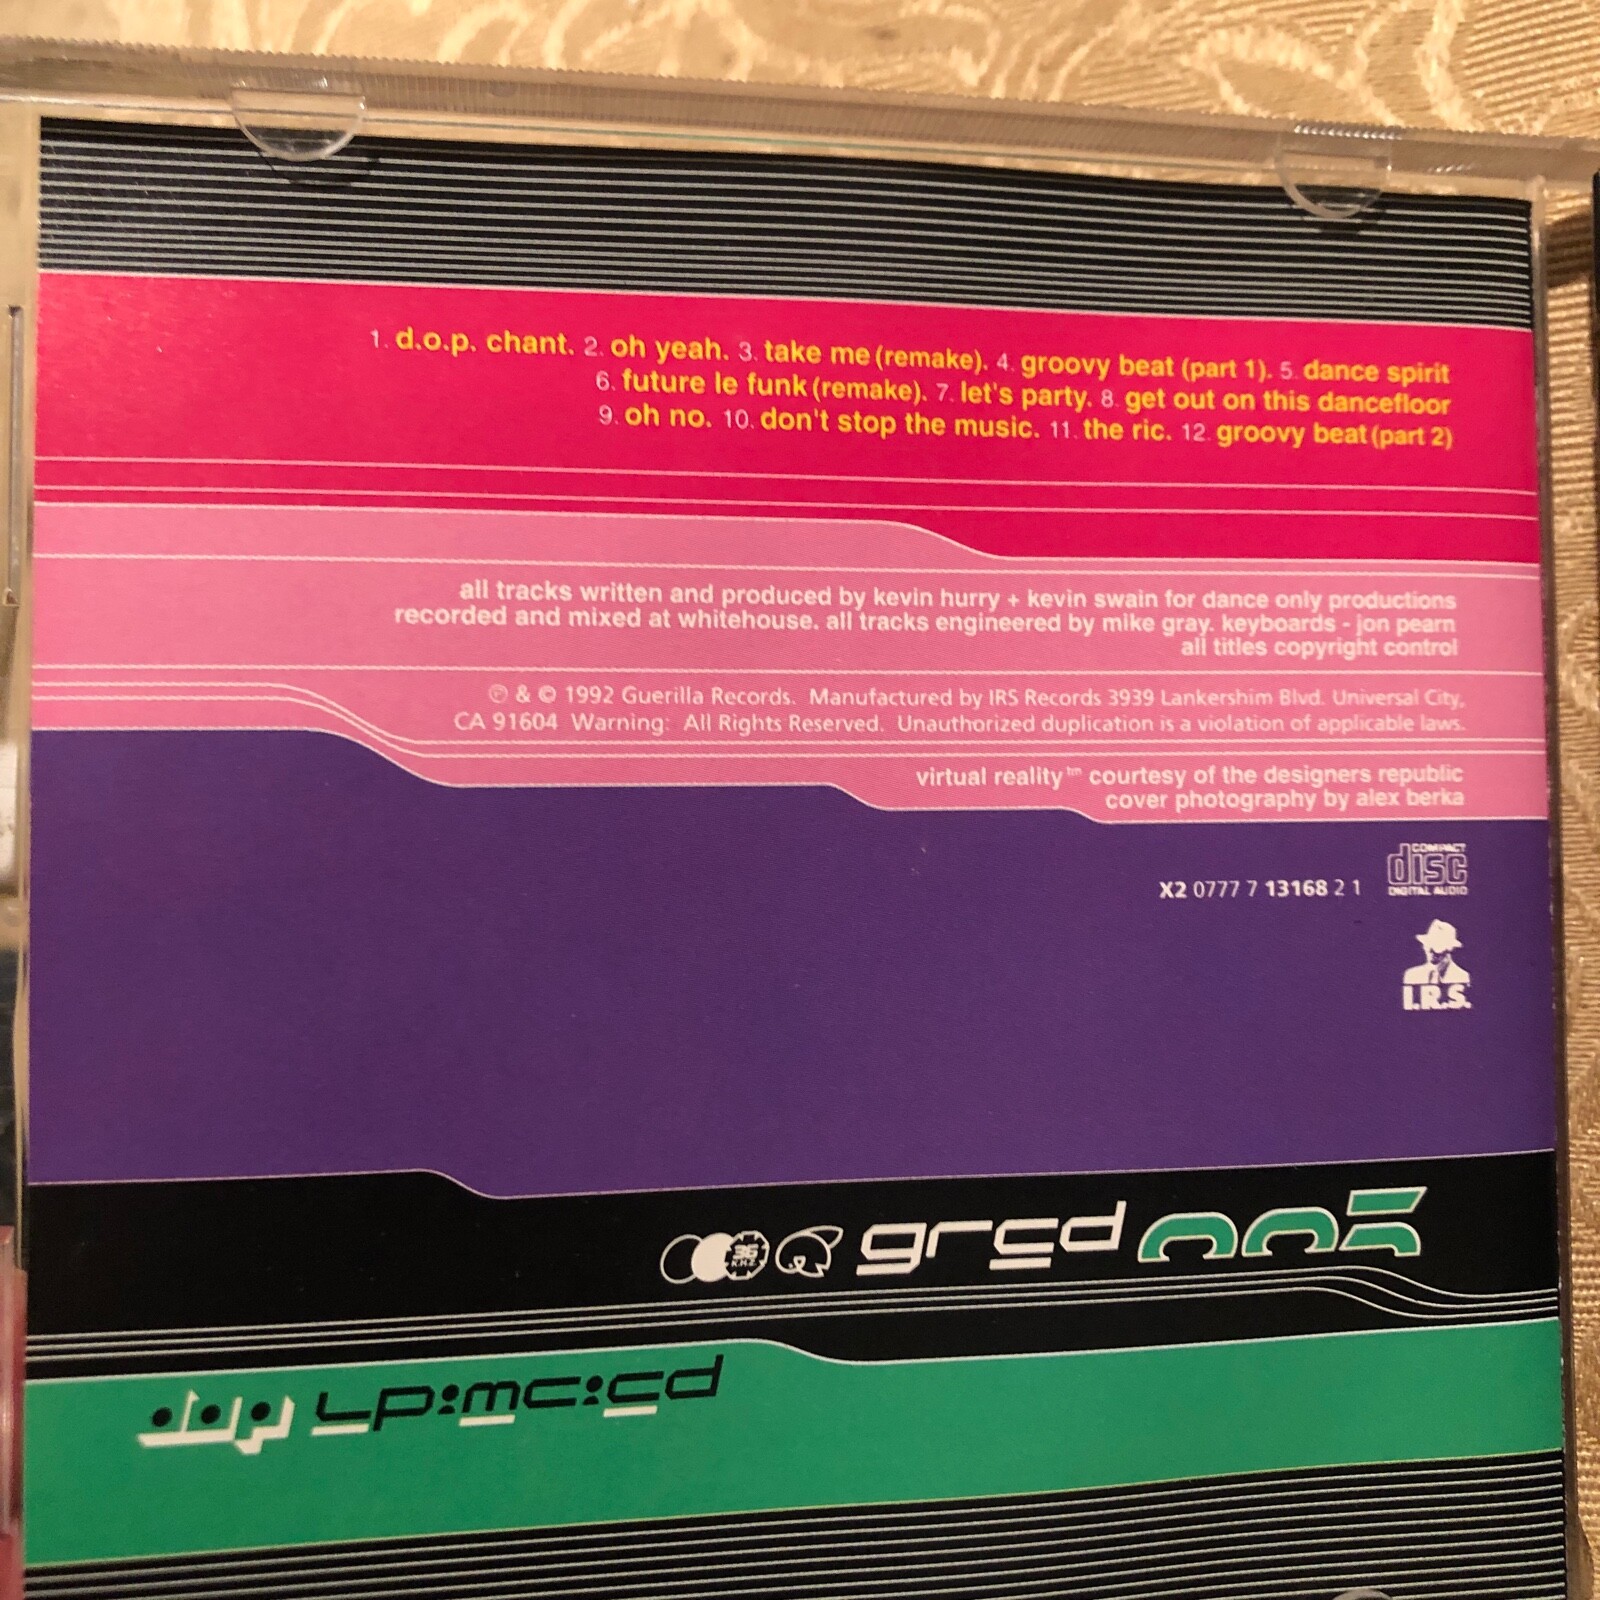 1. d.o.p. chant. 2. oh yeah. 3. take me (remake). 4. groovy beat (part 1). 5. dance spirit
6. future le funk (remake). 7. let's party. 8. get out on this dancefloor
9. oh no. 10. don't stop the music. 11. the ric. 12. groovy beat (part 2)
all tracks written and produced by kevin hurry + kevin swain for dance only productions
recorded and mixed at whitehouse. all tracks engineered by mike gray. keyboards - jon pearn
all titles copyright control
℗ & © 1992 Guerilla Records. Manufactured by IRS Records 3939 Lankershim Blvd. Universal City,
CA 91604 Warning: All Rights Reserved. Unauthorized duplication is a violation of applicable laws.
virtual reality™ courtesy of the designers republic
cover photography by alex berka
COMPACT
disc
DIGITAL AUDIO
X2 0777 7 13168 2 1
I.R.S.
36
K.H.Z.
grcd 005
dop LP:mc:cd